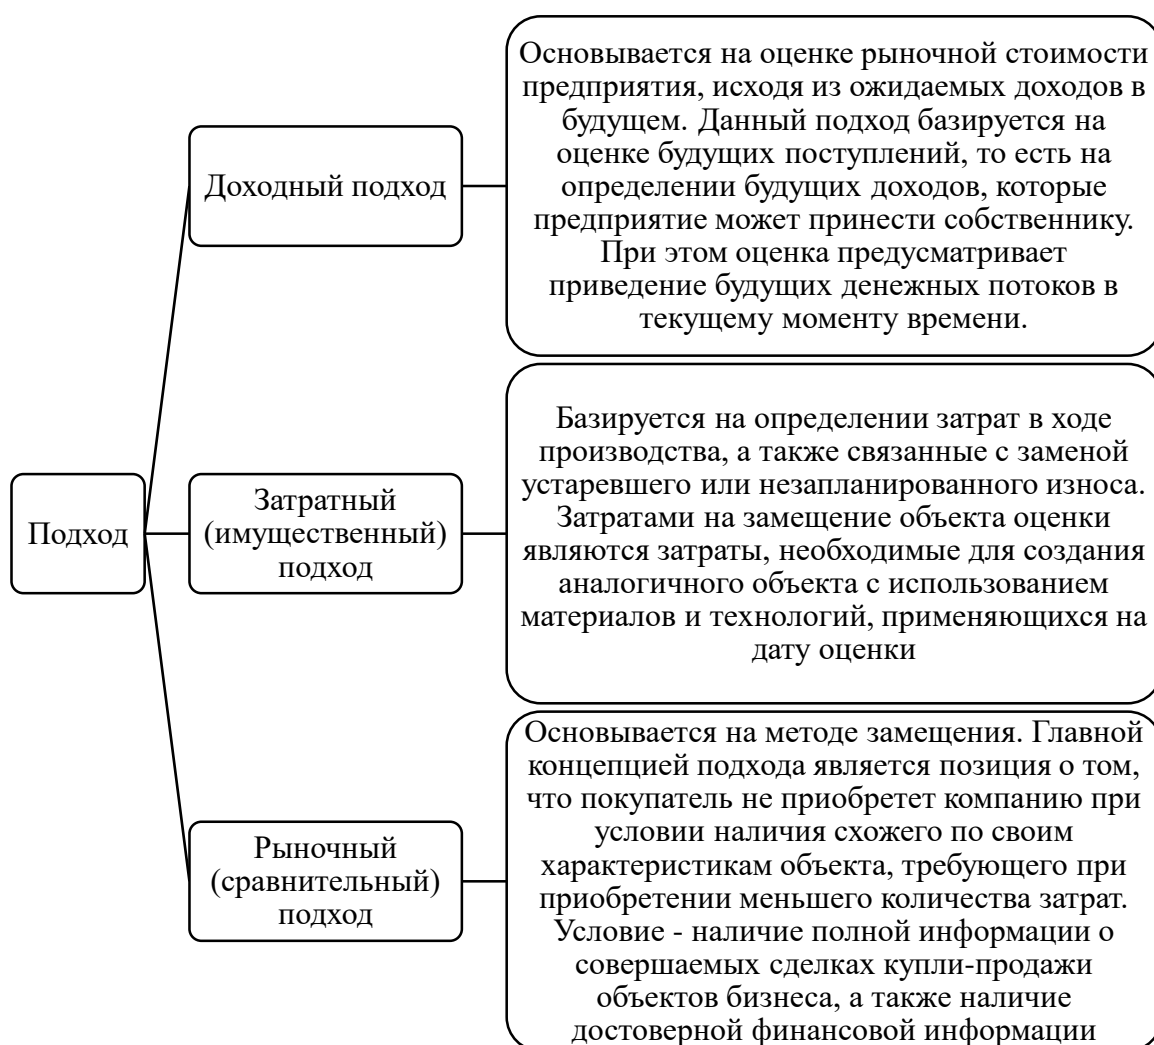 Подход
Доходный подход
Основывается на оценке рыночной стоимости
предприятия, исходя из ожидаемых доходов в
будущем. Данный подход базируется на
оценке будущих поступлений, то есть на
определении будущих доходов, которые
предприятие может принести собственнику.
При этом оценка предусматривает
приведение будущих денежных потоков в
текущему моменту времени.
Затратный
(имущественный)
подход
Базируется на определении затрат в ходе
производства, а также связанные с заменой
устаревшего или незапланированного износа.
Затратами на замещение объекта оценки
являются затраты, необходимые для создания
аналогичного объекта с использованием
материалов и технологий, применяющихся на
дату оценки
Рыночный
(сравнительный)
подход
Основывается на методе замещения. Главной
концепцией подхода является позиция о том,
что покупатель не приобретет компанию при
условии наличия схожего по своим
характеристикам объекта, требующего при
приобретении меньшего количества затрат.
Условие - наличие полной информации о
совершаемых сделках купли-продажи
объектов бизнеса, а также наличие
достоверной финансовой информации